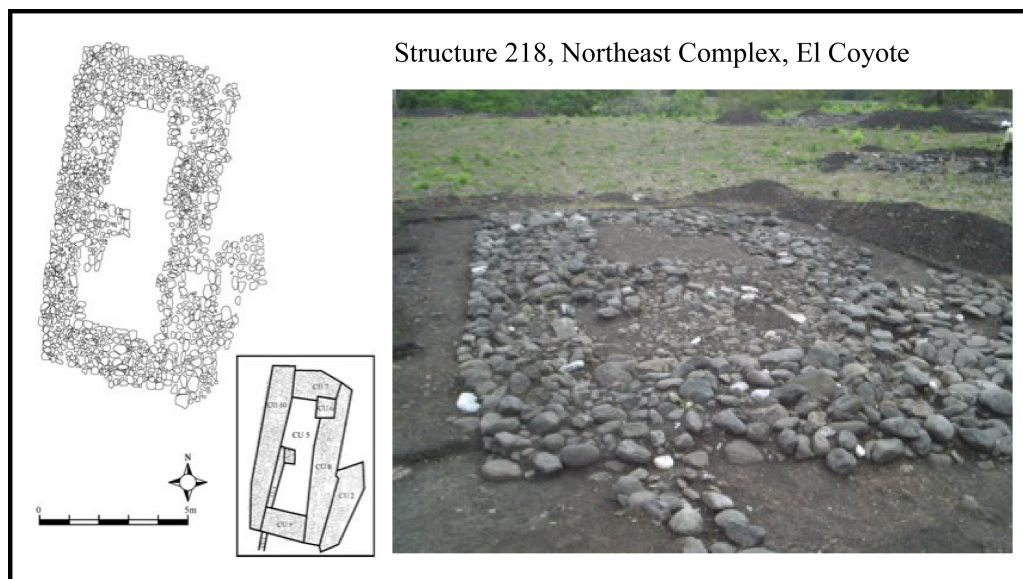 Structure 218, Northeast Complex, El Coyote
CU 7
CU 10
CU 6
CU 5
CU 8
CU 2
CU 9
N
0
5m